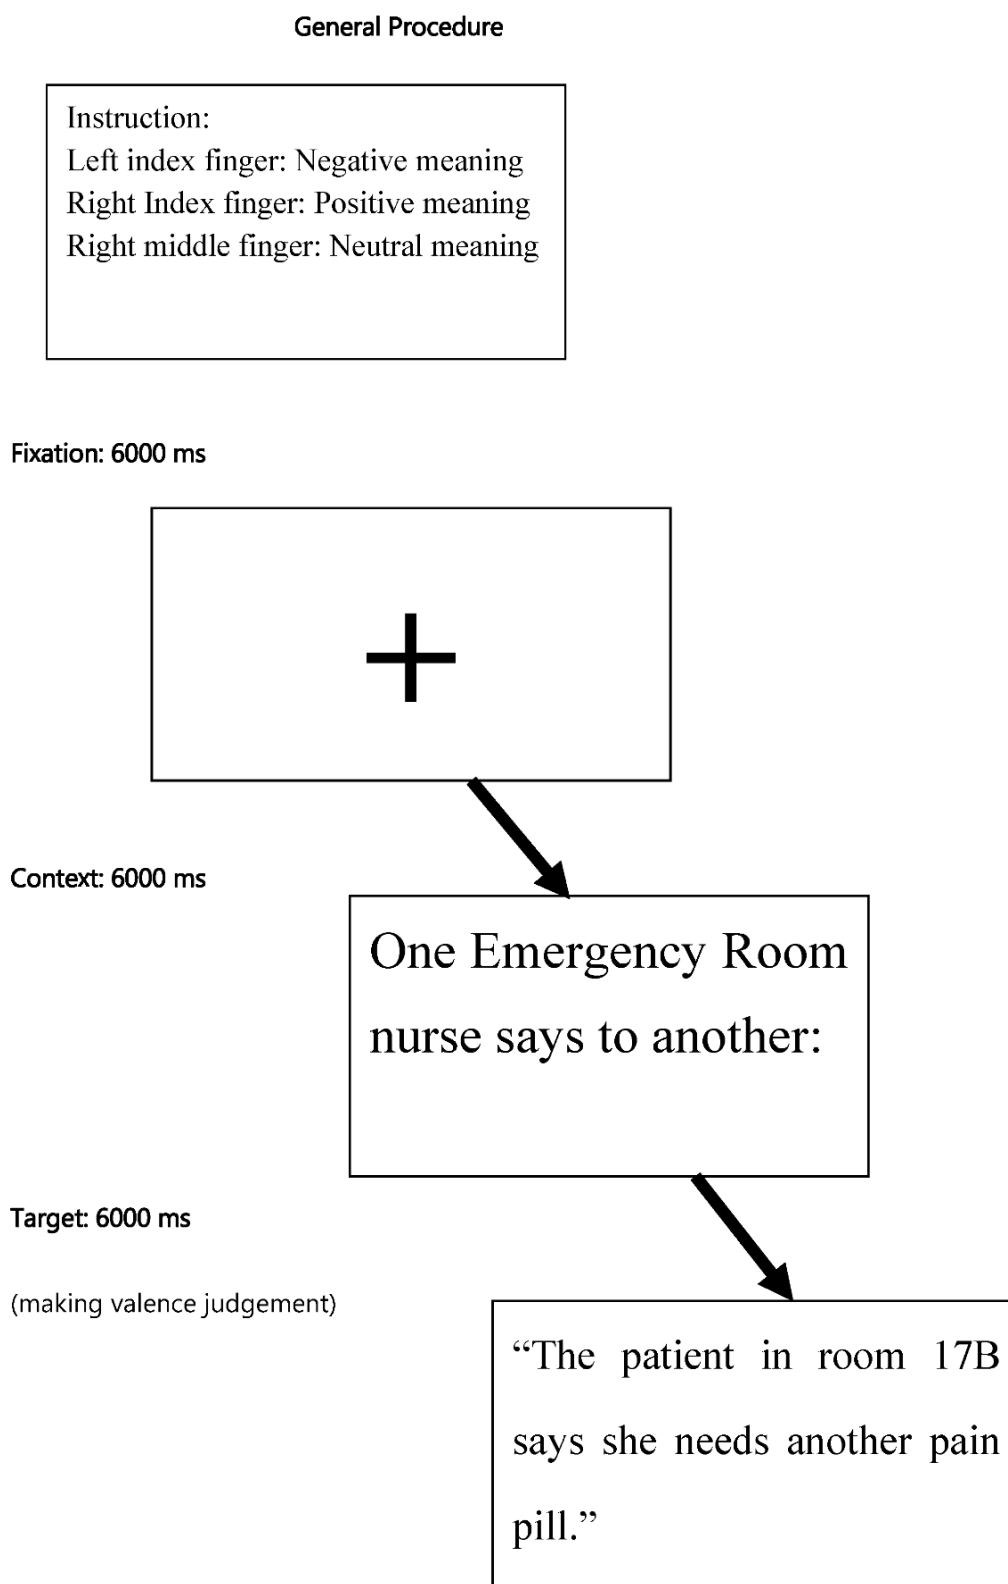 General Procedure
Instruction:
Left index finger: Negative meaning
Right Index finger: Positive meaning
Right middle finger: Neutral meaning
Fixation: 6000 ms
Context: 6000 ms
One Emergency Room
nurse says to another:
Target: 6000 ms
(making valence judgement)
“The patient in room 17B
says she needs another pain
pill.”